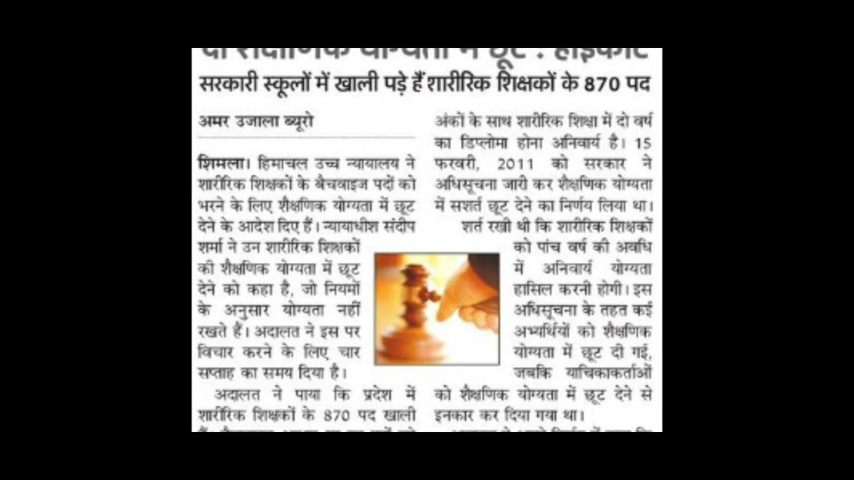 दो शैक्षणिक योग्यता में छूट : हाईकोर्ट
सरकारी स्कूलों में खाली पड़े हैं शारीरिक शिक्षकों के 870 पद
अमर उजाला ब्यूरो
शिमला। हिमाचल उच्च न्यायालय ने
शारीरिक शिक्षकों के बैचवाइज पदों को
भरने के लिए शैक्षणिक योग्यता में छूट
देने के आदेश दिए हैं। न्यायाधीश संदीप
शर्मा ने उन शारीरिक शिक्षकों
की शैक्षणिक योग्यता में छूट
देने को कहा है, जो नियमों
के अनुसार योग्यता नहीं
रखते हैं। अदालत ने इस पर
विचार करने के लिए चार
सप्ताह का समय दिया है।
अदालत ने पाया कि प्रदेश में
शारीरिक शिक्षकों के 870 पद खाली
अंकों के साथ शारीरिक शिक्षा में दो वर्ष
का डिप्लोमा होना अनिवार्य है। 15
फरवरी, 2011 को सरकार ने
अधिसूचना जारी कर शैक्षणिक योग्यता
में सशर्त छूट देने का निर्णय लिया था।
शर्त रखी थी कि शारीरिक शिक्षकों
को पांच वर्ष की अवधि
में अनिवार्य योग्यता
हासिल करनी होगी। इस
अधिसूचना के तहत कई
अभ्यर्थियों को शैक्षणिक
योग्यता में छूट दी गई,
जबकि याचिकाकर्ताओं
को शैक्षणिक योग्यता में छूट देने से
इनकार कर दिया गया था।